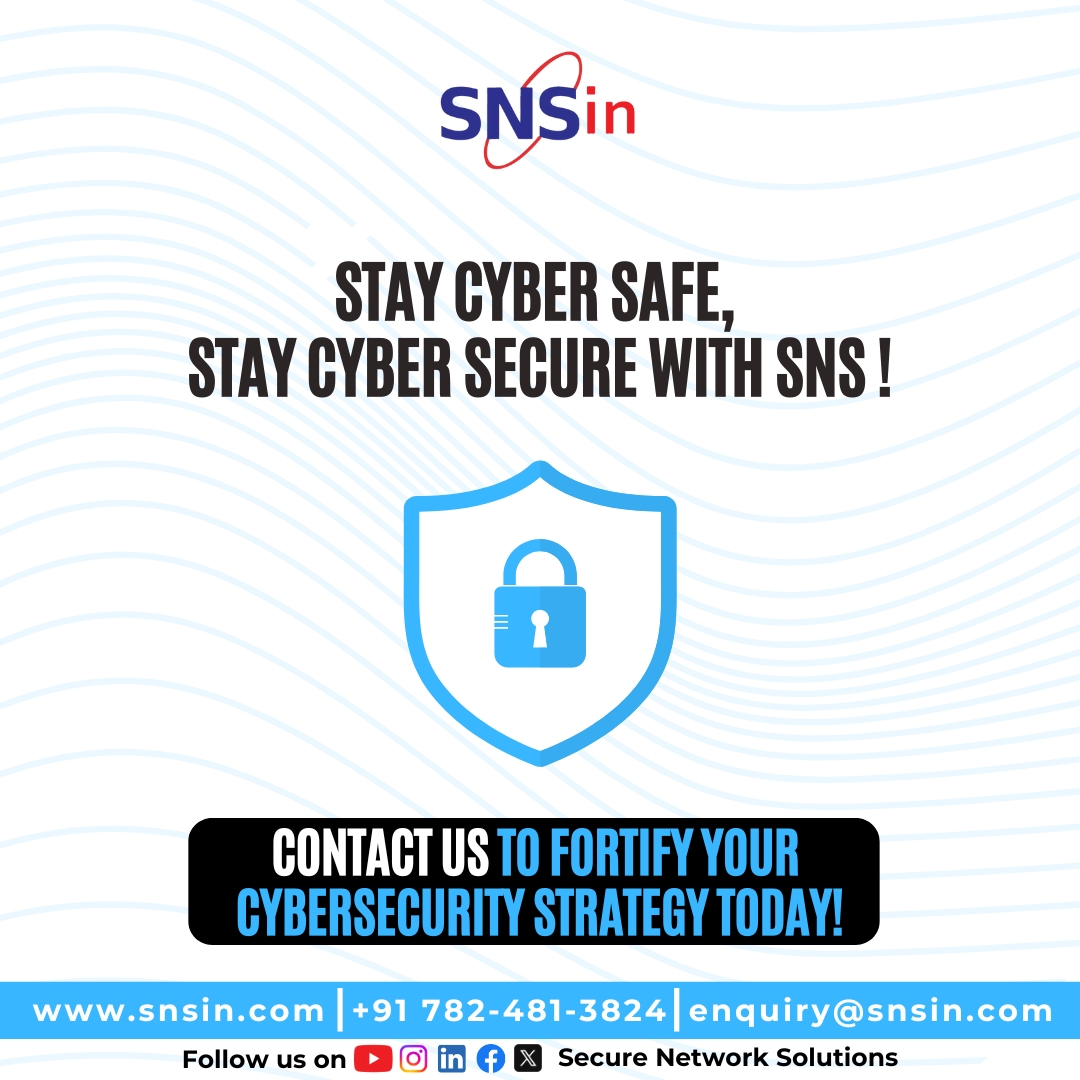 SNSin
STAY CYBER SAFE,
STAY CYBER SECURE WITH SNS !
CONTACT US TO FORTIFY YOUR
CYBERSECURITY STRATEGY TODAY!
www.snsin.com | +91 782-481-3824 | enquiry@snsin.com
Follow us on Secure Network Solutions